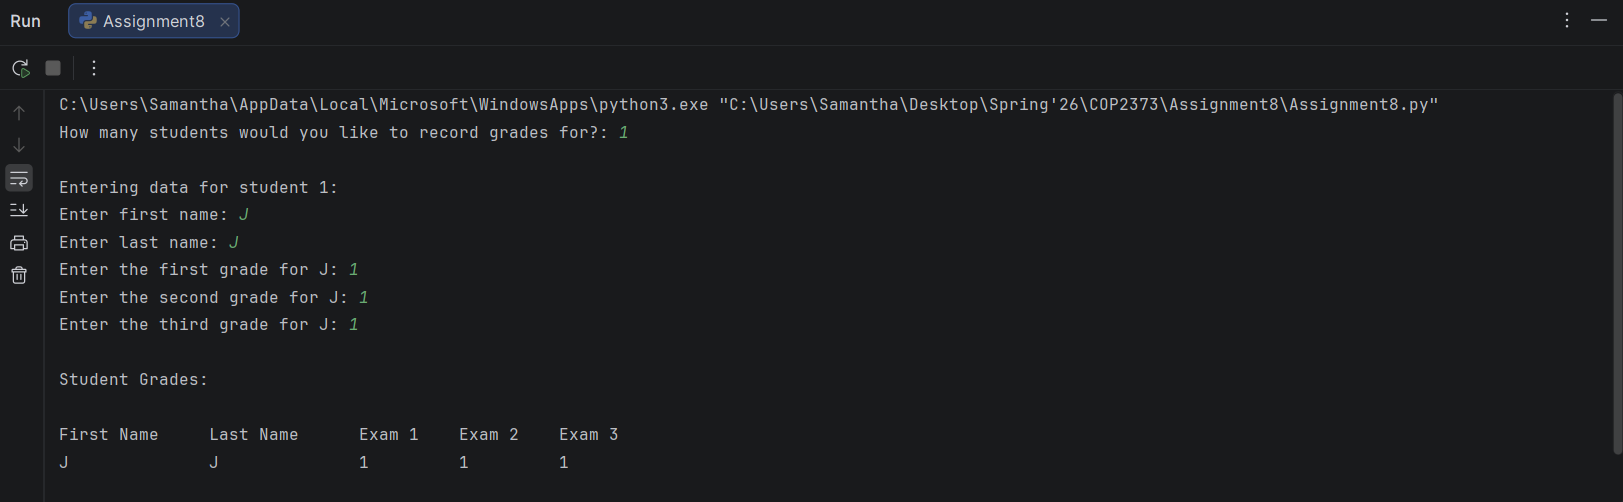 Run Assignment8
C:\Users\Samantha\AppData\Local\Microsoft\WindowsApps\python3.exe "C:\Users\Samantha\Desktop\Spring'26\COP2373\Assignment8\Assignment8.py"
How many students would you like to record grades for?: 1
Entering data for student 1:
Enter first name: J
Enter last name: J
Enter the first grade for J: 1
Enter the second grade for J: 1
Enter the third grade for J: 1
Student Grades:
First Name Last Name Exam 1 Exam 2 Exam 3
J J 1 1 1